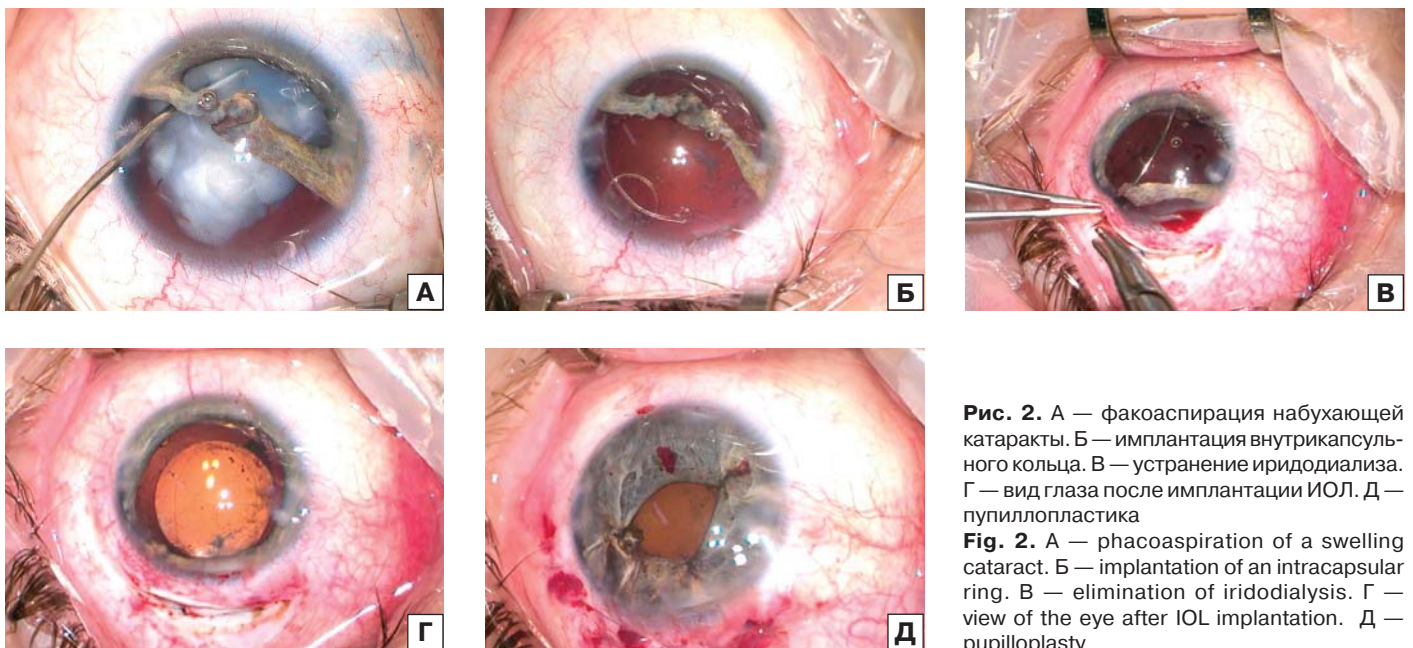 А
Б
В
Г
Д
Рис. 2. А — факоаспирация набухающей
катаракты. Б — имплантация внутрикапсуль-
ного кольца. В — устранение иридодиализа.
Г — вид глаза после имплантации ИОЛ. Д —
пупиллопластика
Fig. 2. А — phacoaspiration of a swelling
cataract. Б — implantation of an intracapsular
ring. В — elimination of iridodialysis. Г —
view of the eye after IOL implantation. Д —
pupilloplasty